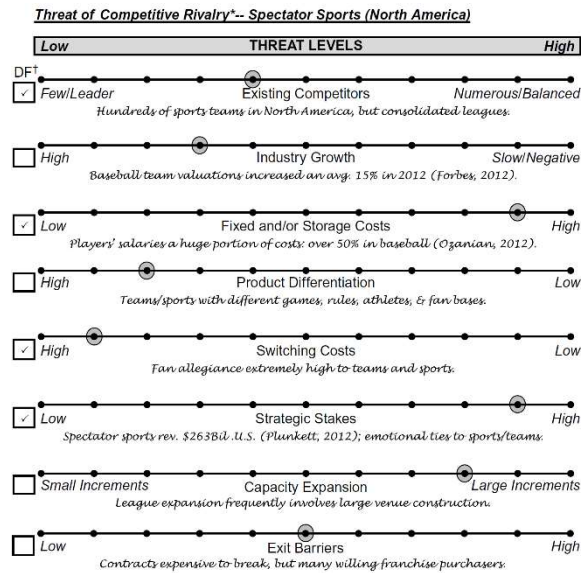 Threat of Competitive Rivalry*-- Spectator Sports (North America)
Low THREAT LEVELS High
DF†
✓ Few/Leader Existing Competitors Numerous/Balanced
Hundreds of sports teams in North America, but consolidated leagues.
High Industry Growth Slow/Negative
Baseball team valuations increased an avg. 15% in 2012 (Forbes, 2012).
✓ Low Fixed and/or Storage Costs High
Players' salaries a huge portion of costs: over 50% in baseball (Ozanian, 2012).
High Product Differentiation Low
Teams/sports with different games, rules, athletes, & fan bases.
✓ High Switching Costs Low
Fan allegiance extremely high to teams and sports.
✓ Low Strategic Stakes High
Spectator sports rev. $263Bil .U.S. (Plunkett, 2012); emotional ties to sports/teams.
Small Increments Capacity Expansion Large Increments
League expansion frequently involves large venue construction.
Low Exit Barriers High
Contracts expensive to break, but many willing franchise purchasers.